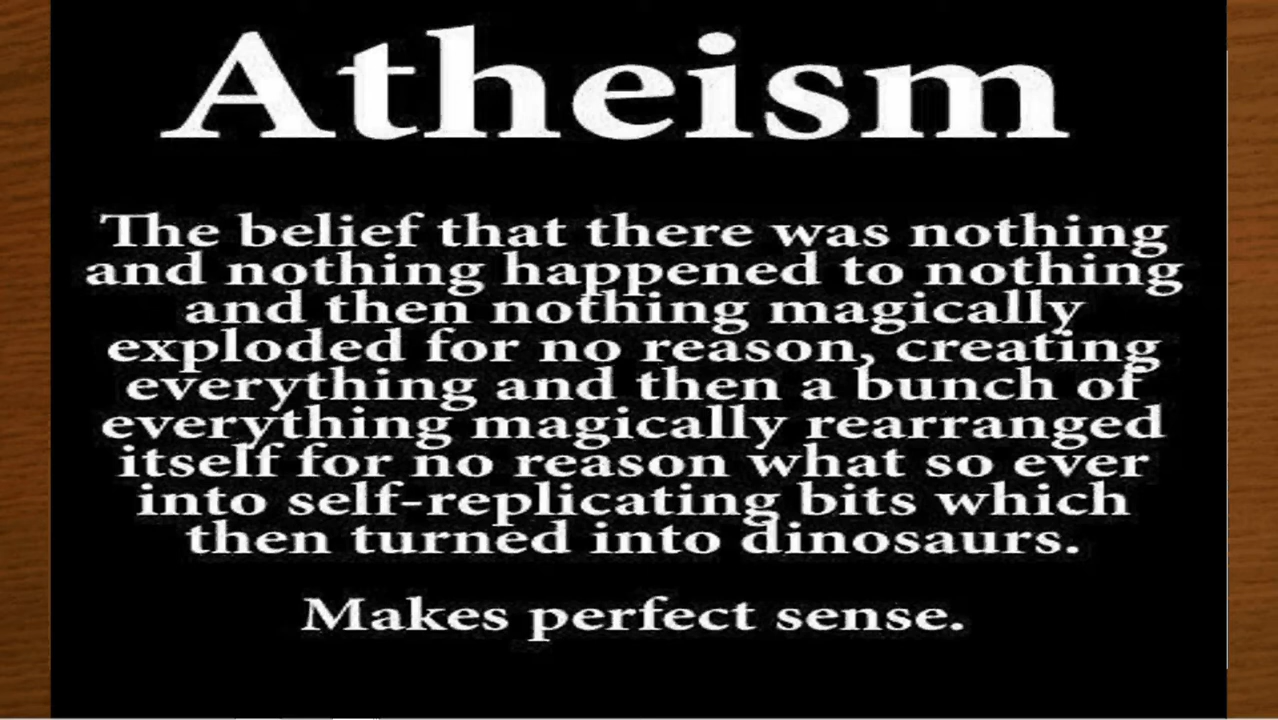 Atheism
The belief that there was nothing
and nothing happened to nothing
and then nothing magically
exploded for no reason, creating
everything and then a bunch of
everything magically rearranged
itself for no reason what so ever
into self-replicating bits which
then turned into dinosaurs.
Makes perfect sense.